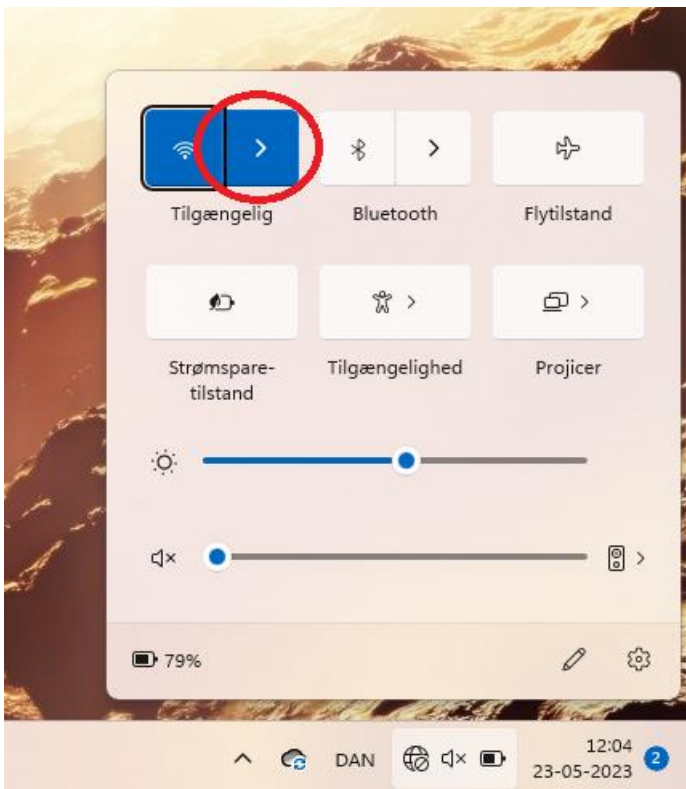 Tilgængelig
Bluetooth
Flytilstand
Strømspare-
tilstand
Tilgængelighed
Projicer
79%
DAN
12:04
23-05-2023
2